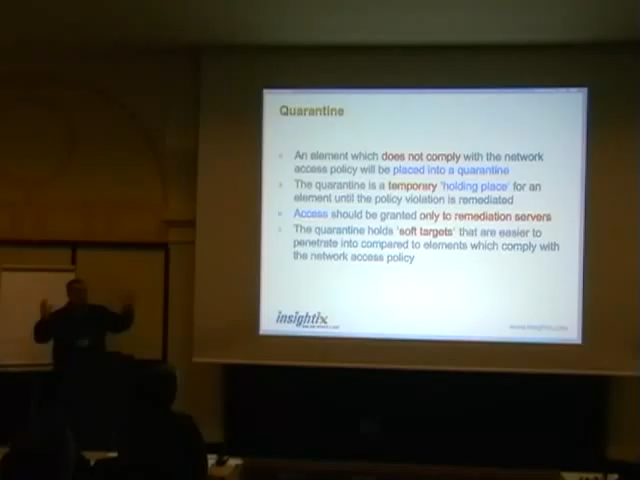 Quarantine
An element which does not comply with the network
access policy will be placed into a quarantine
The quarantine is a temporary 'holding place' for an
element until the policy violation is remediated
Access should be granted only to remediation servers
The quarantine holds 'soft targets' that are easier to
penetrate into compared to elements which comply with
the network access policy
insightix
www.insightix.com